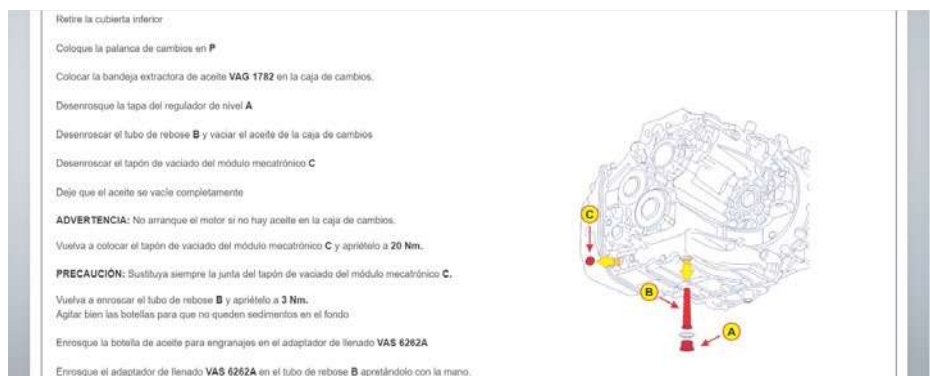 Retire la cubierta inferior
Coloque la palanca de cambios en P
Colocar la bandeja extractora de aceite VAG 1782 en la caja de cambios.
Desenrosque la tapa del regulador de nivel A
Desenroscar el tubo de rebose B y vaciar el aceite de la caja de cambios
Desenroscar el tapón de vaciado del módulo mecatrónico C
Deje que el aceite se vacíe completamente
ADVERTENCIA: No arranque el motor si no hay aceite en la caja de cambios.
Vuelva a colocar el tapón de vaciado del módulo mecatrónico C y apriételo a 20 Nm.
PRECAUCIÓN: Sustituya siempre la junta del tapón de vaciado del módulo mecatrónico C.
Vuelva a enroscar el tubo de rebose B y apriételo a 3 Nm.
Agitar bien las botellas para que no queden sedimentos en el fondo
Enrosque la botella de aceite para engranajes en el adaptador de llenado VAS 6262A
Enrosque el adaptador de llenado VAS 6262A en el tubo de rebose B apretándolo con la mano.
C
B
A